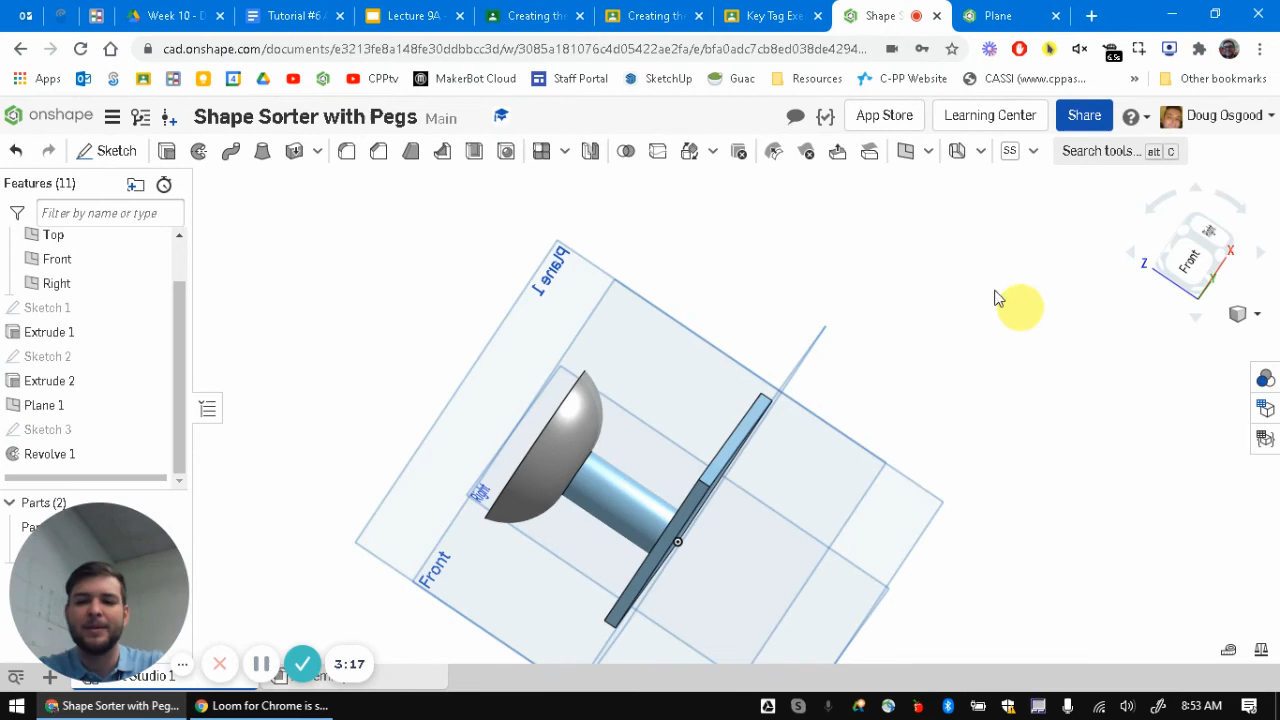 Week 10 - D
Tutorial #6 A
Lecture 9A -
Creating the
Creating the
Key Tag Exe
Shape S
Plane
cad.onshape.com/documents/e3213fe8a148fe30ddb2cc3d/w/3085a181076c4d05422ae2fa/e/bfa0adc7cb8ed038de4294...
6.5s
Apps
CPPtv
MakerBot Cloud
Staff Portal
SketchUp
Guac
Resources
C-PP Website
CASSI (www.cppas...
Other bookmarks
onshape
Shape Sorter with Pegs Main
App Store
Learning Center
Share
Doug Osgood
Sketch
Search tools... alt C
Features (11)
Filter by name or type
Top
Front
Right
Sketch 1
Extrude 1
Sketch 2
Extrude 2
Plane 1
Sketch 3
Revolve 1
Parts (2)
Plane 1
Right
Front
Front
X
Y
Z
3:17
Studio 1
Shape Sorter with Peg...
Loom for Chrome is s...
8:53 AM